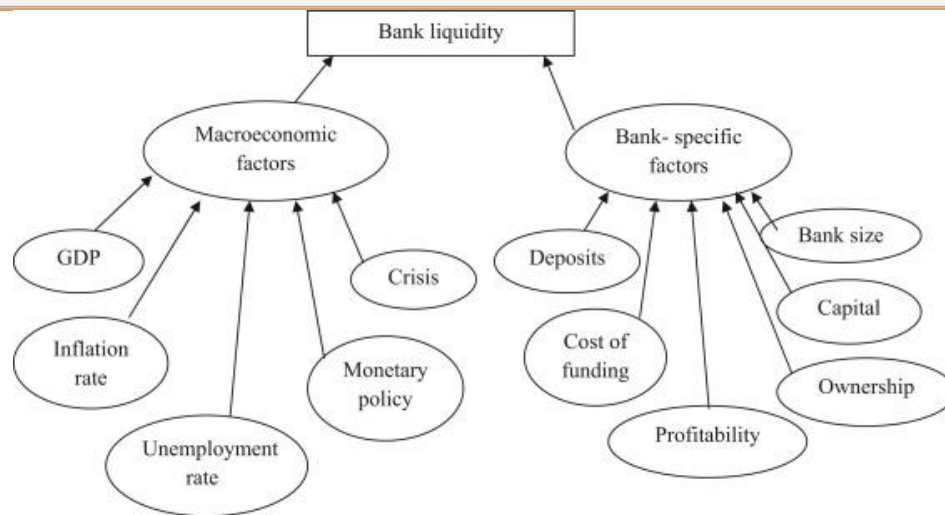 Bank liquidity
Macroeconomic
factors
Bank- specific
factors
GDP
Inflation
rate
Unemployment
rate
Monetary
policy
Crisis
Deposits
Cost of
funding
Profitability
Ownership
Capital
Bank size